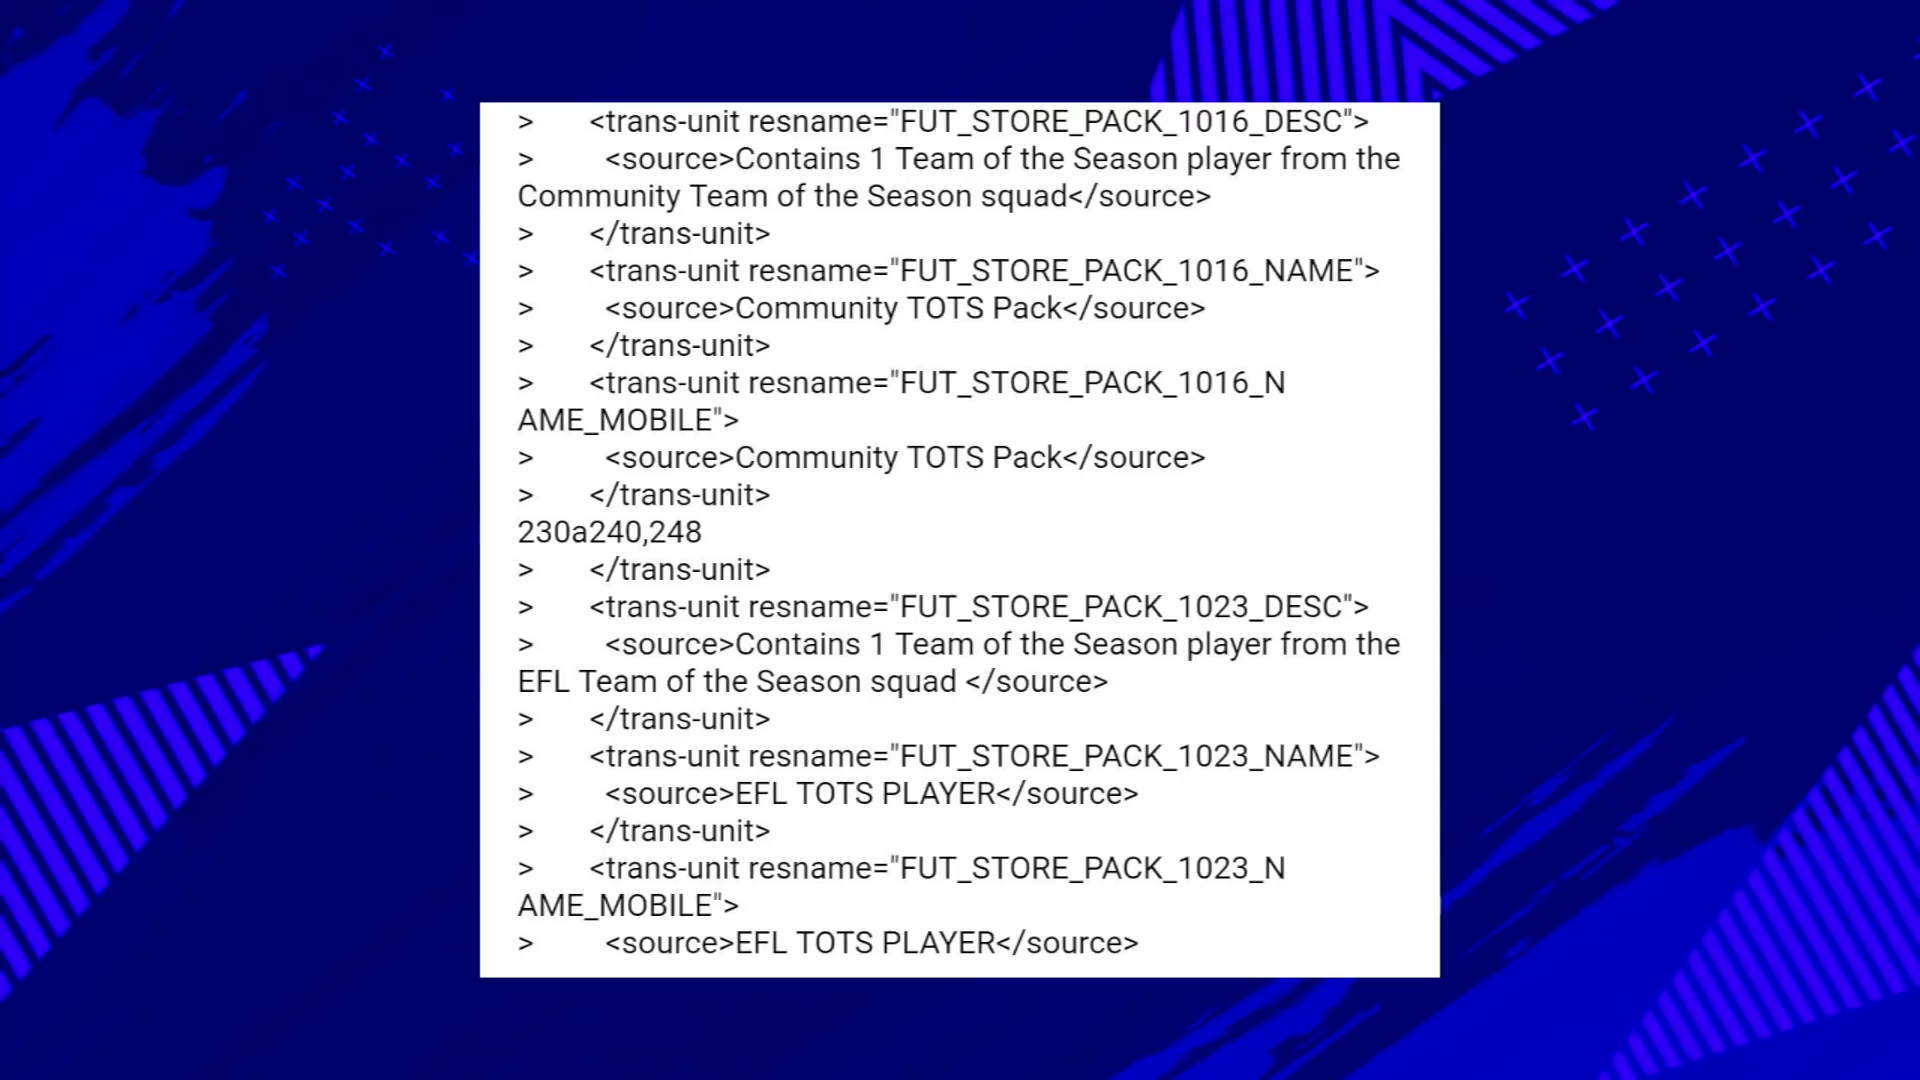 > <trans-unit resname="FUT_STORE_PACK_1016_DESC">
> <source>Contains 1 Team of the Season player from the
Community Team of the Season squad</source>
> </trans-unit>
> <trans-unit resname="FUT_STORE_PACK_1016_NAME">
> <source>Community TOTS Pack</source>
> </trans-unit>
> <trans-unit resname="FUT_STORE_PACK_1016_N
AME_MOBILE">
> <source>Community TOTS Pack</source>
> </trans-unit>
230a240,248
> </trans-unit>
> <trans-unit resname="FUT_STORE_PACK_1023_DESC">
> <source>Contains 1 Team of the Season player from the
EFL Team of the Season squad </source>
> </trans-unit>
> <trans-unit resname="FUT_STORE_PACK_1023_NAME">
> <source>EFL TOTS PLAYER</source>
> </trans-unit>
> <trans-unit resname="FUT_STORE_PACK_1023_N
AME_MOBILE">
> <source>EFL TOTS PLAYER</source>